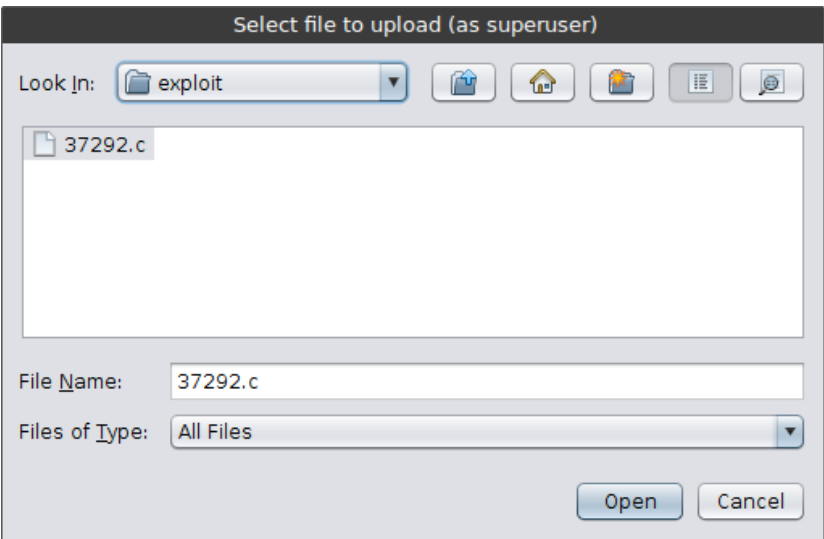 Select file to upload (as superuser)
Look In: exploit
37292.c
File Name: 37292.c
Files of Type: All Files
Open Cancel